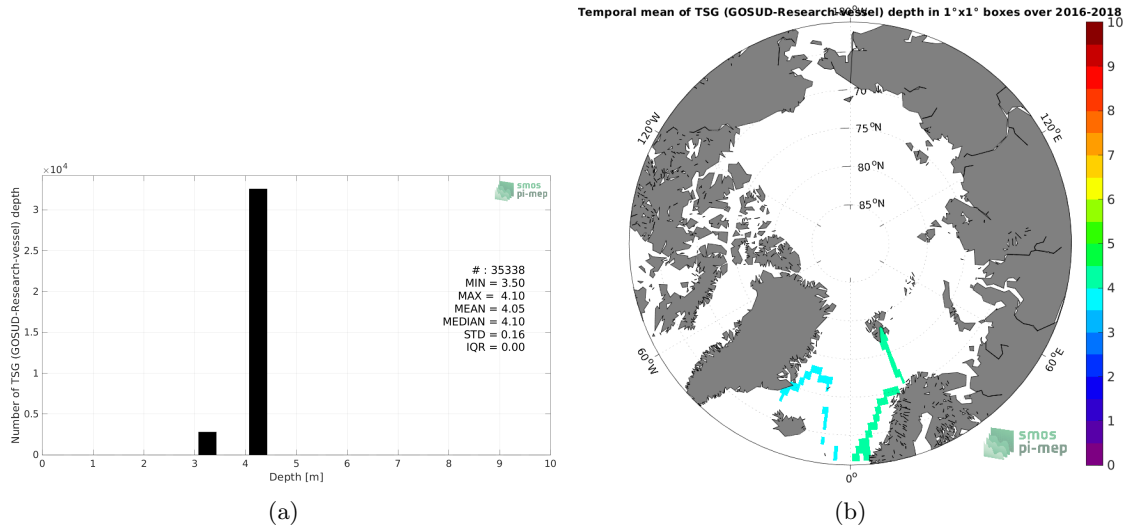 Temporal mean of TSG (GOSUD-Research-vessel) depth in 1°x1° boxes over 2016-2018
×10⁴
Number of TSG (GOSUD-Research-vessel) depth
3
2.5
2
1.5
1
0.5
0
smos
pi-mep
# : 35338
MIN = 3.50
MAX = 4.10
MEAN = 4.05
MEDIAN = 4.10
STD = 0.16
IQR = 0.00
0 1 2 3 4 5 6 7 8 9 10
Depth [m]
(a)
180°W
120°W
120°E
70
75°N
80°N
85°N
60°W
60°E
0°
smos
pi-mep
10
9
8
7
6
5
4
3
2
1
0
(b)